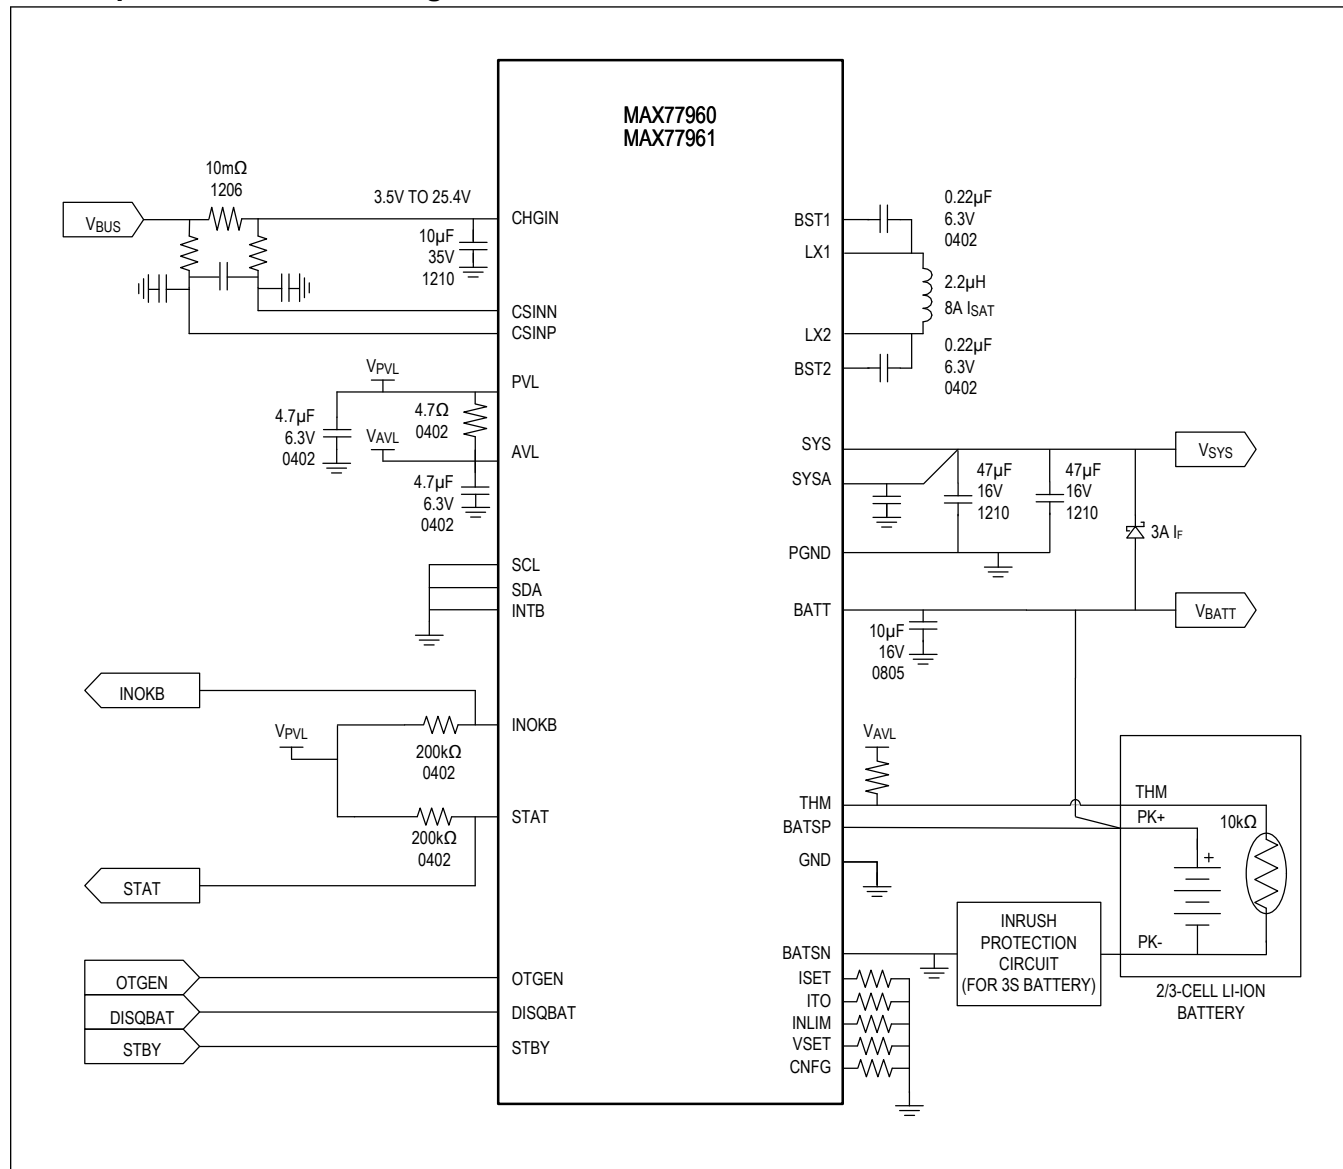 MAX77960
MAX77961
10mΩ
1206
3.5V TO 25.4V
VBUS
CHGIN
10µF
35V
1210
CSINN
CSINP
VPVL
PVL
4.7µF
6.3V
0402
4.7Ω
0402
VAVL
AVL
4.7µF
6.3V
0402
SCL
SDA
INTB
INOKB
INOKB
VPVL
200kΩ
0402
STAT
200kΩ
0402
STAT
OTGEN
OTGEN
DISQBAT
DISQBAT
STBY
STBY
BST1
0.22µF
6.3V
0402
LX1
2.2µH
8A ISAT
LX2
0.22µF
6.3V
0402
BST2
SYS
VSYS
SYSA
47µF
16V
1210
47µF
16V
1210
3A IF
PGND
BATT
VBATT
10µF
16V
0805
VAVL
THM
THM
BATSP
PK+
10kΩ
+
GND
INRUSH
PROTECTION
CIRCUIT
(FOR 3S BATTERY)
BATSN
PK-
2/3-CELL LI-ION
BATTERY
ISET
ITO
INLIM
VSET
CNFG